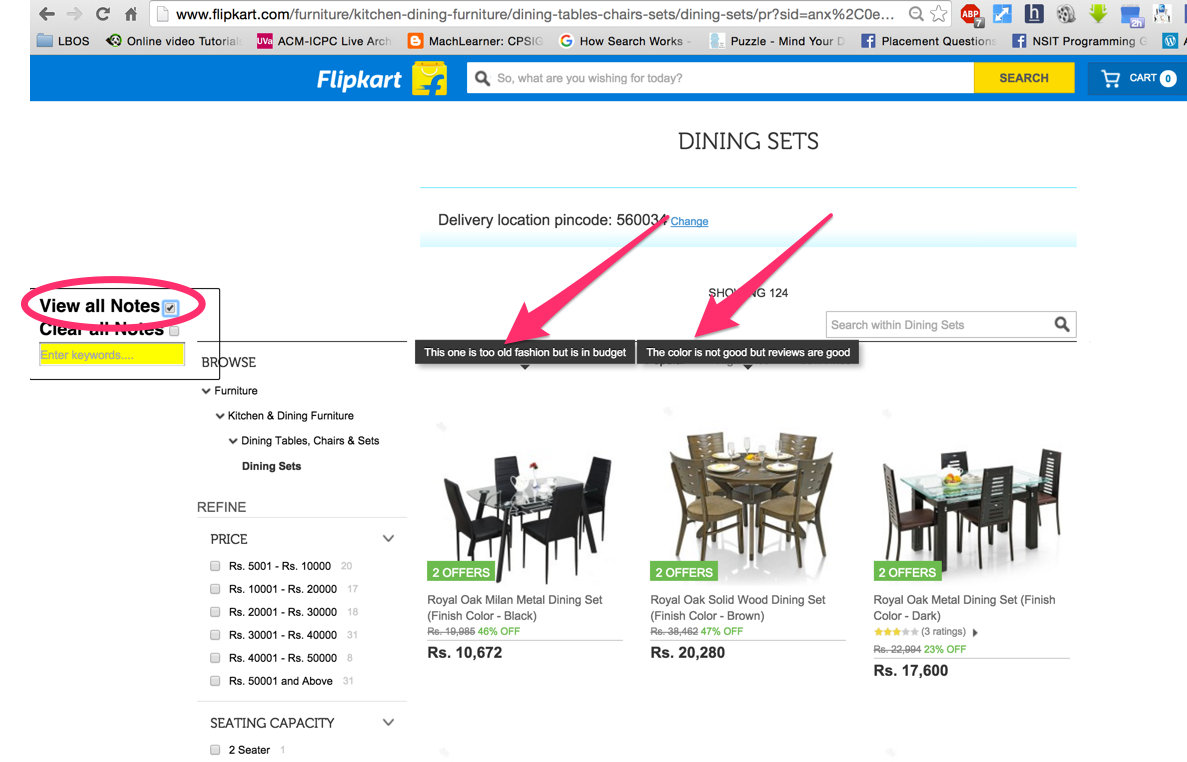 www.flipkart.com/furniture/kitchen-dining-furniture/dining-tables-chairs-sets/dining-sets/pr?sid=anx%2C0e...
ABP 7 h 2h
LBOS Online video Tutorial UVa ACM-ICPC Live Arch MachLearner: CPSIG How Search Works - Puzzle - Mind Your D Placement Questions NSIT Programming G
Flipkart So, what are you wishing for today? SEARCH CART 0
DINING SETS
Delivery location pincode: 560034 Change
View all Notes
SHOWING 124
Clear all Notes
Search within Dining Sets
Enter keywords....
This one is too old fashion but is in budget The color is not good but reviews are good
BROWSE
Furniture
Kitchen & Dining Furniture
Dining Tables, Chairs & Sets
Dining Sets
REFINE
PRICE
Rs. 5001 - Rs. 10000 20
Rs. 10001 - Rs. 20000 17
Rs. 20001 - Rs. 30000 18
Rs. 30001 - Rs. 40000 31
Rs. 40001 - Rs. 50000 8
Rs. 50001 and Above 31
SEATING CAPACITY
2 Seater 1
2 OFFERS
Royal Oak Milan Metal Dining Set
(Finish Color - Black)
Rs. 19,985 46% OFF
Rs. 10,672
2 OFFERS
Royal Oak Solid Wood Dining Set
(Finish Color - Brown)
Rs. 38,462 47% OFF
Rs. 20,280
2 OFFERS
Royal Oak Metal Dining Set (Finish
Color - Dark)
(3 ratings)
Rs. 22,994 23% OFF
Rs. 17,600